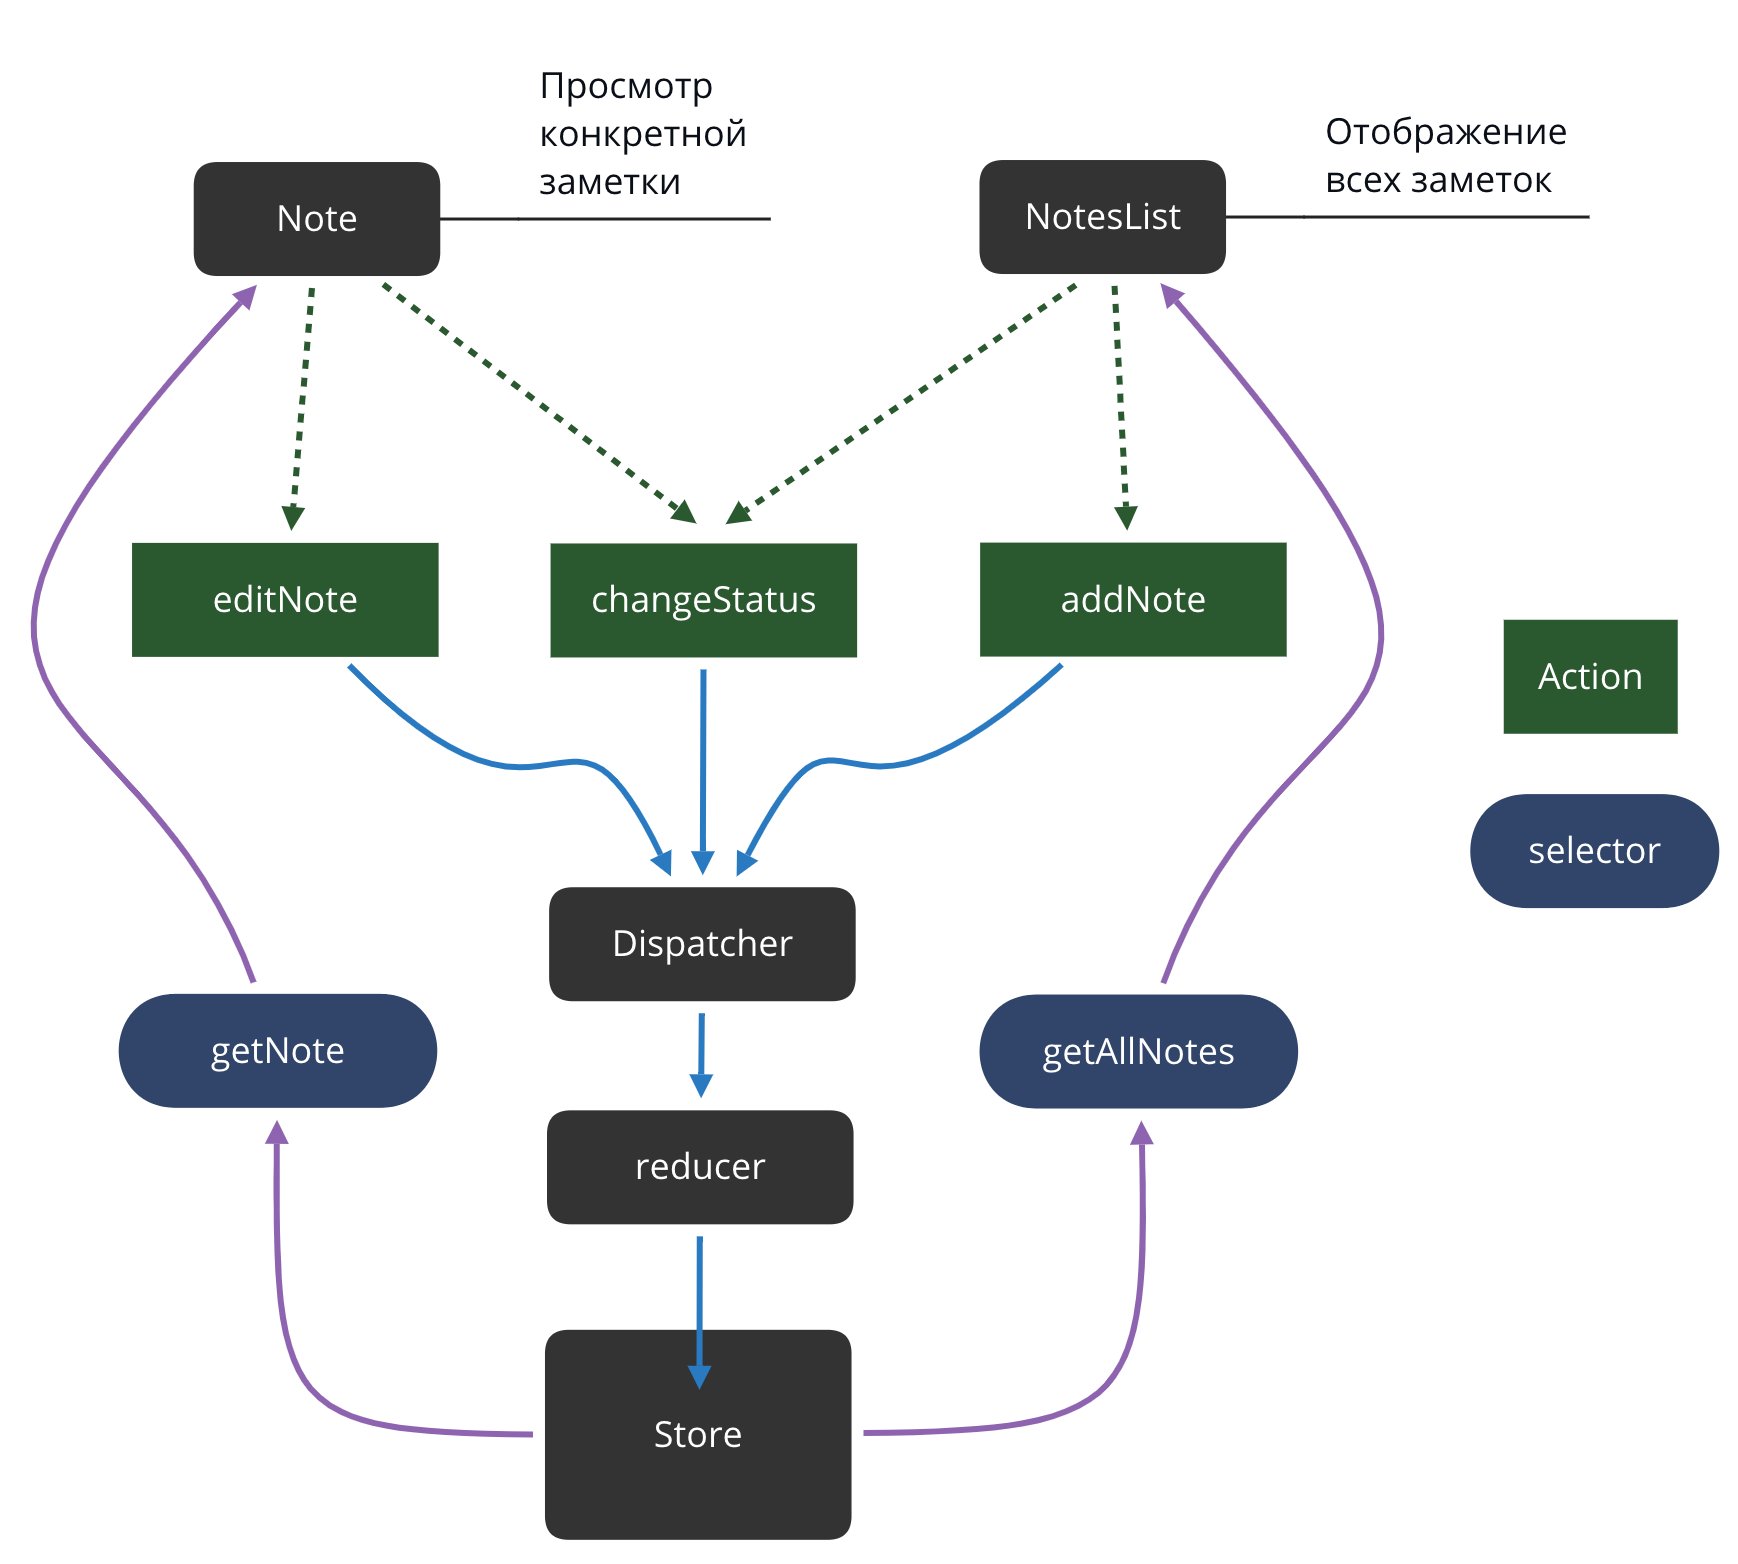 Просмотр
конкретной
заметки
Отображение
всех заметок
Note
NotesList
editNote
changeStatus
addNote
Action
selector
Dispatcher
getNote
getAllNotes
reducer
Store